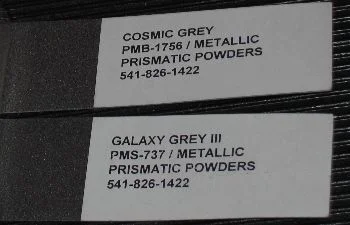 COSMIC GREY
PMB-1756 / METALLIC
PRISMATIC POWDERS
541-826-1422
GALAXY GREY III
PMS-737 / METALLIC
PRISMATIC POWDERS
541-826-1422